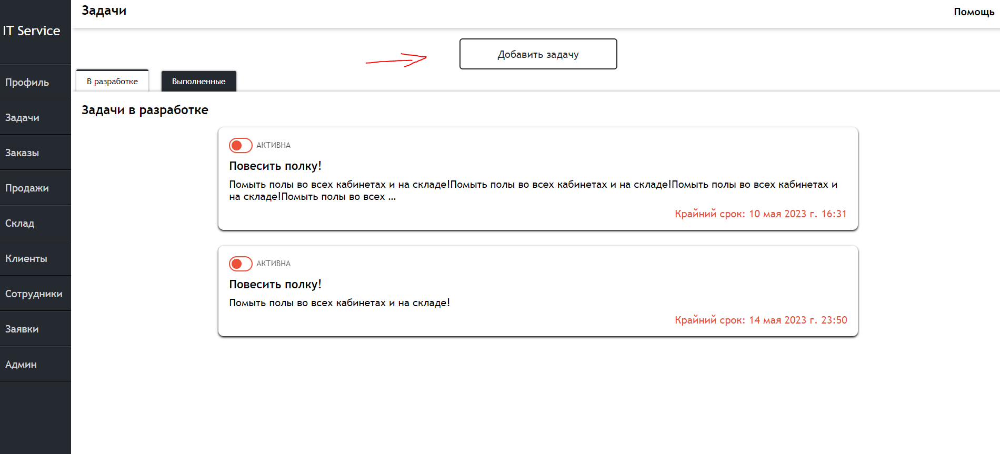 IT Service
Профиль
Задачи
Заказы
Продажи
Склад
Клиенты
Сотрудники
Заявки
Админ
Задачи
Помощь
Добавить задачу
В разработке
Выполненные
Задачи в разработке
АКТИВНА
Повесить полку!
Помыть полы во всех кабинетах и на складе!Помыть полы во всех кабинетах и на складе!Помыть полы во всех кабинетах и
на складе!Помыть полы во всех ...
Крайний срок: 10 мая 2023 г. 16:31
АКТИВНА
Повесить полку!
Помыть полы во всех кабинетах и на складе!
Крайний срок: 14 мая 2023 г. 23:50